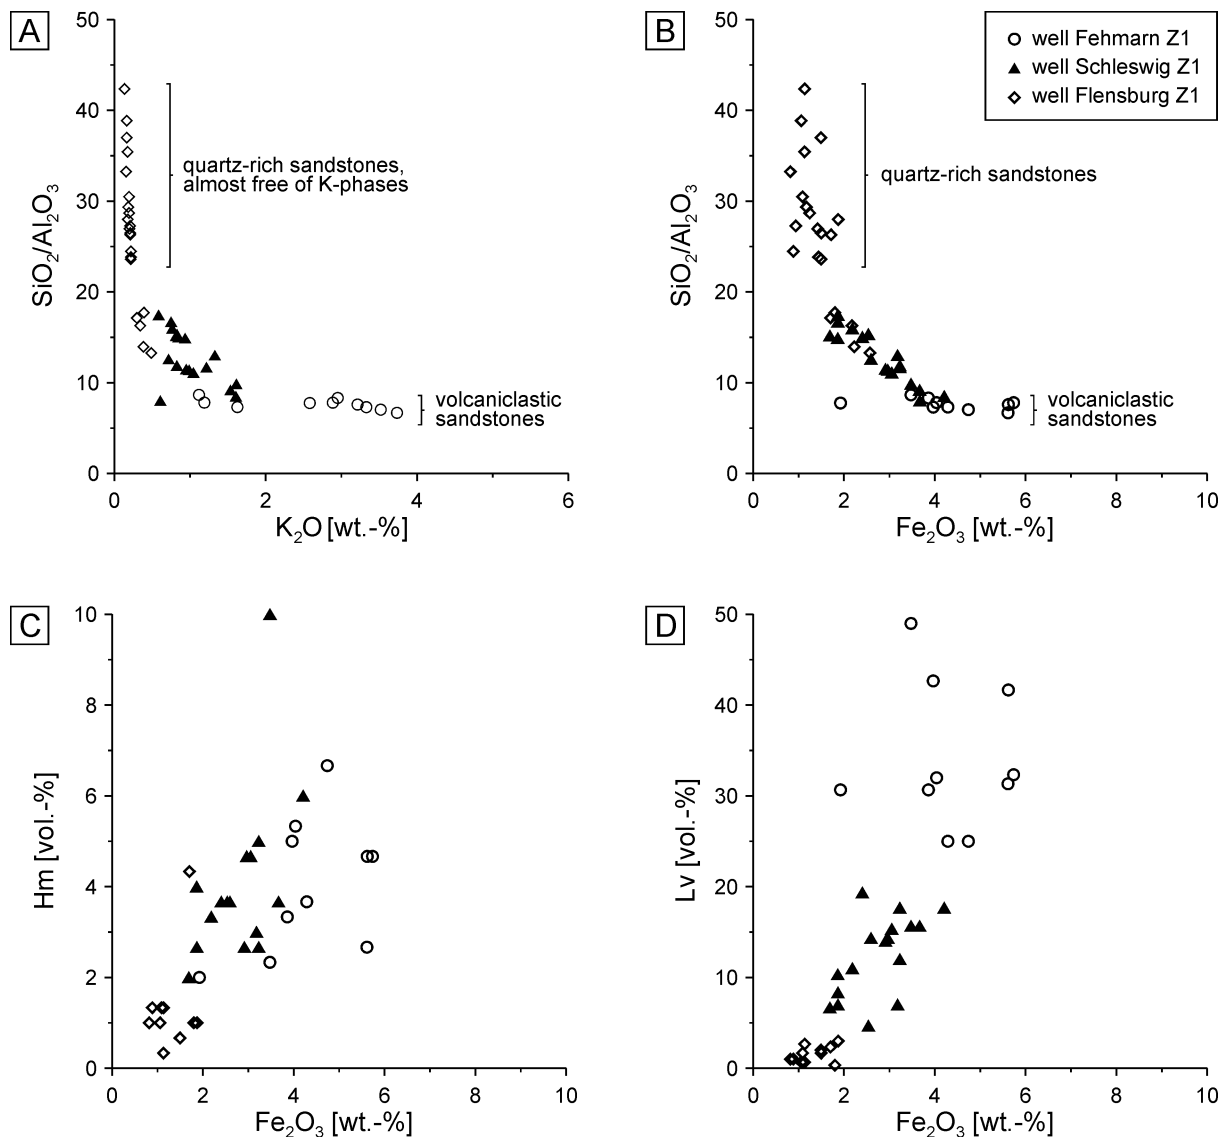 A
50
40
30
20
10
0
SiO2/Al2O3
quartz-rich sandstones,
almost free of K-phases
volcaniclastic
sandstones
0 2 4 6
K2O [wt.-%]
B
50
40
30
20
10
0
SiO2/Al2O3
well Fehmarn Z1
well Schleswig Z1
well Flensburg Z1
quartz-rich sandstones
volcaniclastic
sandstones
0 2 4 6 8 10
Fe2O3 [wt.-%]
C
10
8
6
4
2
0
Hm [vol.-%]
0 2 4 6 8 10
Fe2O3 [wt.-%]
D
50
40
30
20
10
0
Lv [vol.-%]
0 2 4 6 8 10
Fe2O3 [wt.-%]